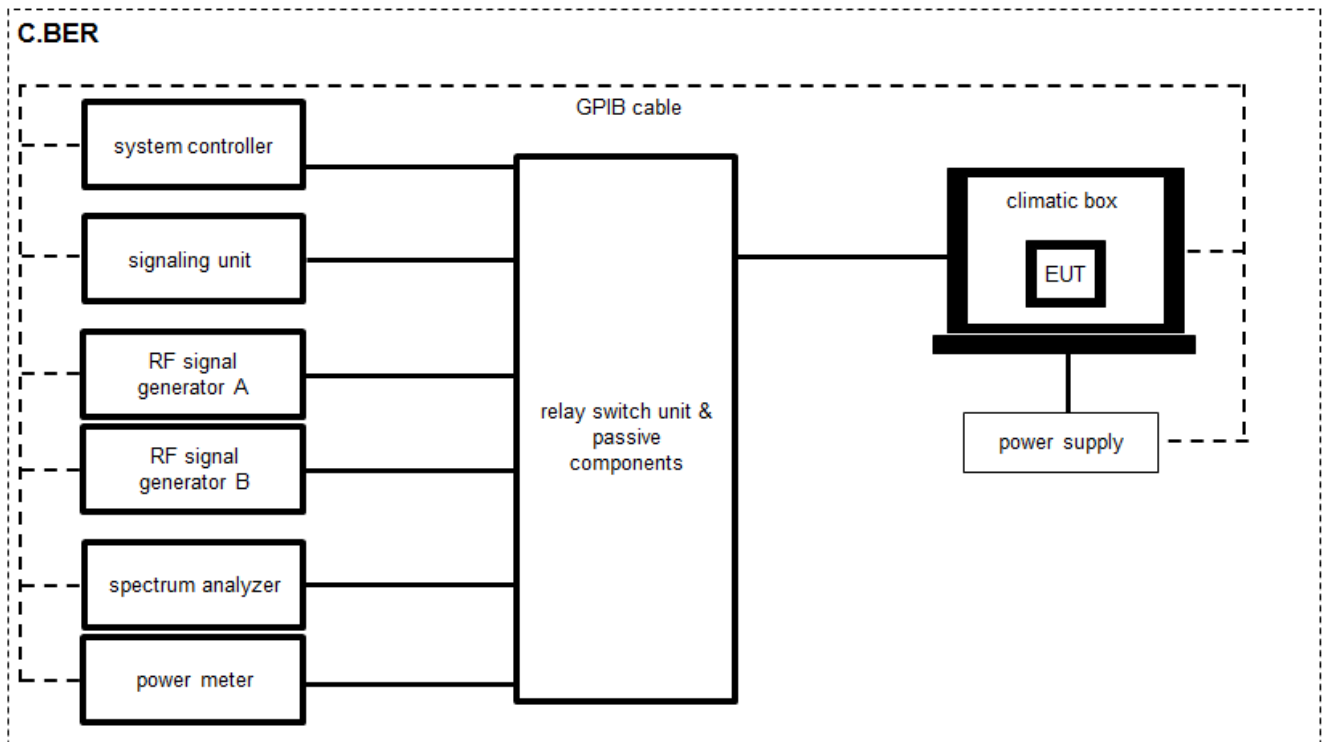 C.BER
GPIB cable
system controller
signaling unit
RF signal
generator A
RF signal
generator B
spectrum analyzer
power meter
relay switch unit &
passive
components
climatic box
EUT
power supply